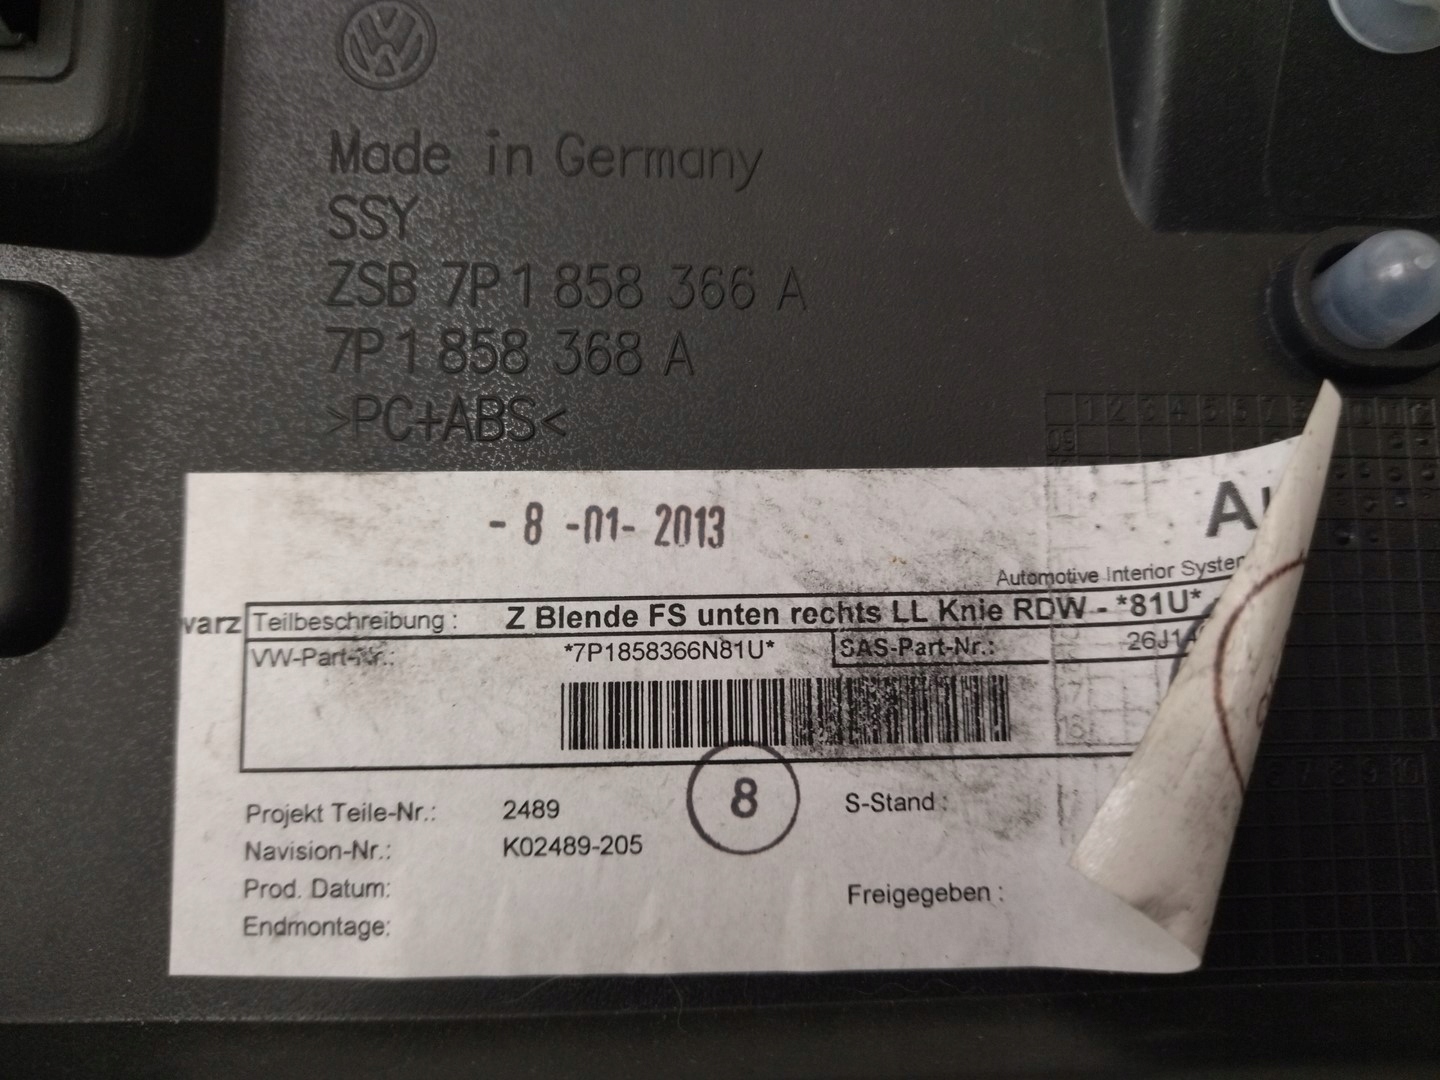 Made in Germany
SSY
ZSB 7P1 858 366 A
7P1 858 368 A
>PC+ABS<
- 8 -01- 2013
Automotive Interior
varz Teilbeschreibung : Z Blende FS unten rechts LL Knie RDW - *81U*
VW-Part-Nr.: *7P1858366N81U* SAS-Part-Nr.:
8
Projekt Teile-Nr.: 2489 S-Stand :
Navision-Nr.: K02489-205
Prod. Datum: Freigegeben :
Endmontage: